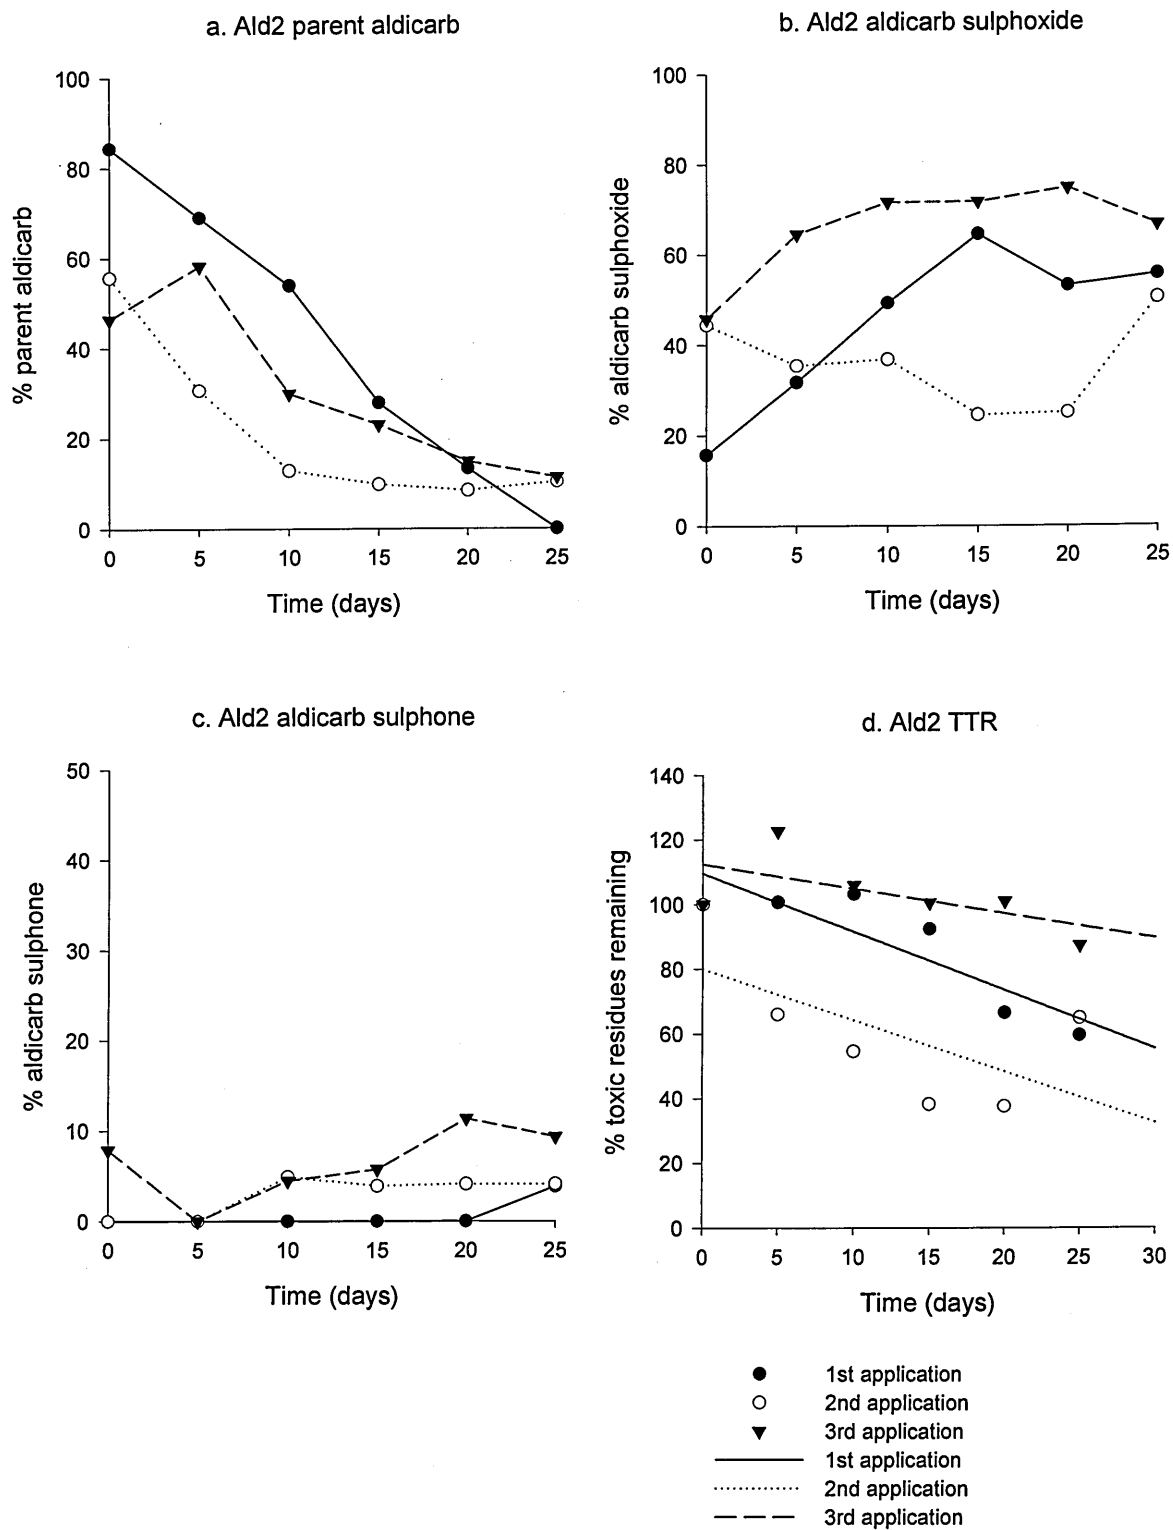 a. Ald2 parent aldicarb
100
80
60
40
20
0
% parent aldicarb
0 5 10 15 20 25
Time (days)
b. Ald2 aldicarb sulphoxide
100
80
60
40
20
0
% aldicarb sulphoxide
0 5 10 15 20 25
Time (days)
c. Ald2 aldicarb sulphone
50
40
30
20
10
0
% aldicarb sulphone
0 5 10 15 20 25
Time (days)
d. Ald2 TTR
140
120
100
80
60
40
20
0
% toxic residues remaining
0 5 10 15 20 25 30
Time (days)
1st application
2nd application
3rd application
1st application
2nd application
3rd application